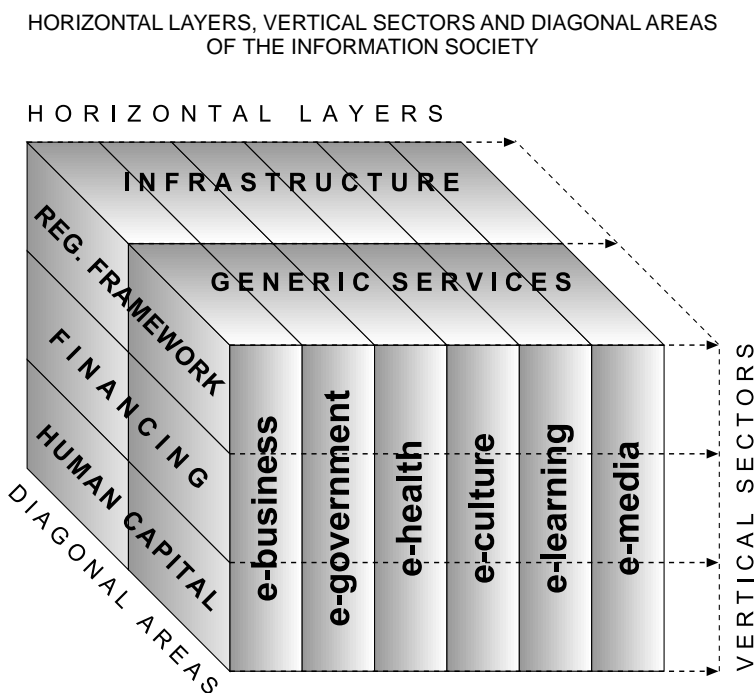 HORIZONTAL LAYERS, VERTICAL SECTORS AND DIAGONAL AREAS
OF THE INFORMATION SOCIETY
HORIZONTAL LAYERS
INFRASTRUCTURE
GENERIC SERVICES
REG. FRAMEWORK
FINANCING
HUMAN CAPITAL
DIAGONAL AREAS
e-business
e-government
e-health
e-culture
e-learning
e-media
VERTICAL SECTORS